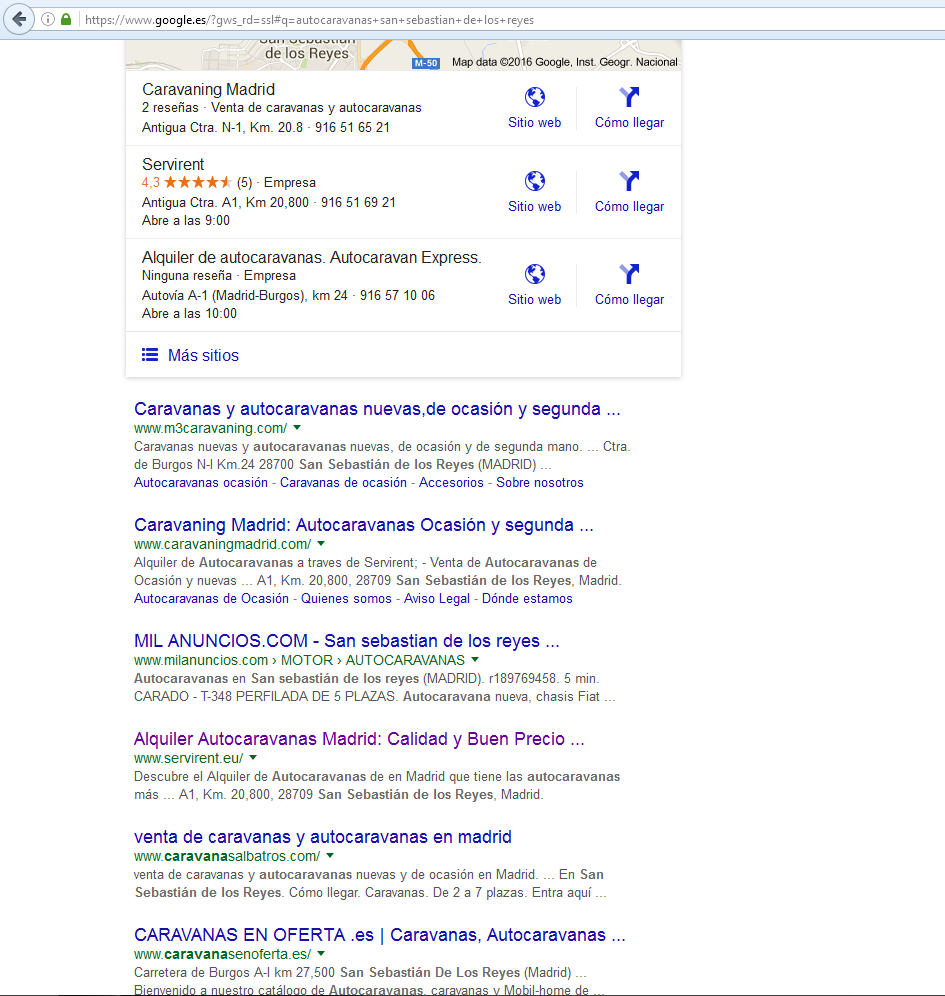 https://www.google.es/?gws_rd=ssl#q=autocaravanas+san+sebastian+de+los+reyes
San Sebastián
de los Reyes
M-50
Map data ©2016 Google, Inst. Geogr. Nacional
Caravaning Madrid
2 reseñas · Venta de caravanas y autocaravanas
Antigua Ctra. N-1, Km. 20.8 · 916 51 65 21
Sitio web
Cómo llegar
Servirent
4,3 (5) · Empresa
Antigua Ctra. A1, Km 20,800 · 916 51 69 21
Abre a las 9:00
Sitio web
Cómo llegar
Alquiler de autocaravanas. Autocaravan Express.
Ninguna reseña · Empresa
Autovía A-1 (Madrid-Burgos), km 24 · 916 57 10 06
Abre a las 10:00
Sitio web
Cómo llegar
Más sitios
Caravanas y autocaravanas nuevas,de ocasión y segunda ...
www.m3caravaning.com/
Caravanas nuevas y autocaravanas nuevas, de ocasión y de segunda mano. ... Ctra.
de Burgos N-I Km.24 28700 San Sebastián de los Reyes (MADRID) ...
Autocaravanas ocasión - Caravanas de ocasión - Accesorios - Sobre nosotros
Caravaning Madrid: Autocaravanas Ocasión y segunda ...
www.caravaningmadrid.com/
Alquiler de Autocaravanas a traves de Servirent; - Venta de Autocaravanas de
Ocasión y nuevas ... A1, Km. 20,800, 28709 San Sebastián de los Reyes, Madrid.
Autocaravanas de Ocasión - Quienes somos - Aviso Legal - Dónde estamos
MIL ANUNCIOS.COM - San sebastian de los reyes ...
www.milanuncios.com › MOTOR › AUTOCARAVANAS
Autocaravanas en San sebastian de los reyes (MADRID). r189769458. 5 min.
CARADO - T-348 PERFILADA DE 5 PLAZAS. Autocaravana nueva, chasis Fiat ...
Alquiler Autocaravanas Madrid: Calidad y Buen Precio ...
www.servirent.eu/
Descubre el Alquiler de Autocaravanas de en Madrid que tiene las autocaravanas
más ... A1, Km. 20,800, 28709 San Sebastián de los Reyes, Madrid.
venta de caravanas y autocaravanas en madrid
www.caravanasalbatros.com/
venta de caravanas y autocaravanas nuevas y de ocasión en Madrid. ... En San
Sebastián de los Reyes. Cómo llegar. Caravanas. De 2 a 7 plazas. Entra aquí ...
CARAVANAS EN OFERTA .es | Caravanas, Autocaravanas ...
www.caravanasenoferta.es/
Carretera de Burgos A-I km 27,500 San Sebastián De Los Reyes (Madrid) ...
Bienvenido a nuestro catálogo de Autocaravanas, caravanas y Mobil-home de ...